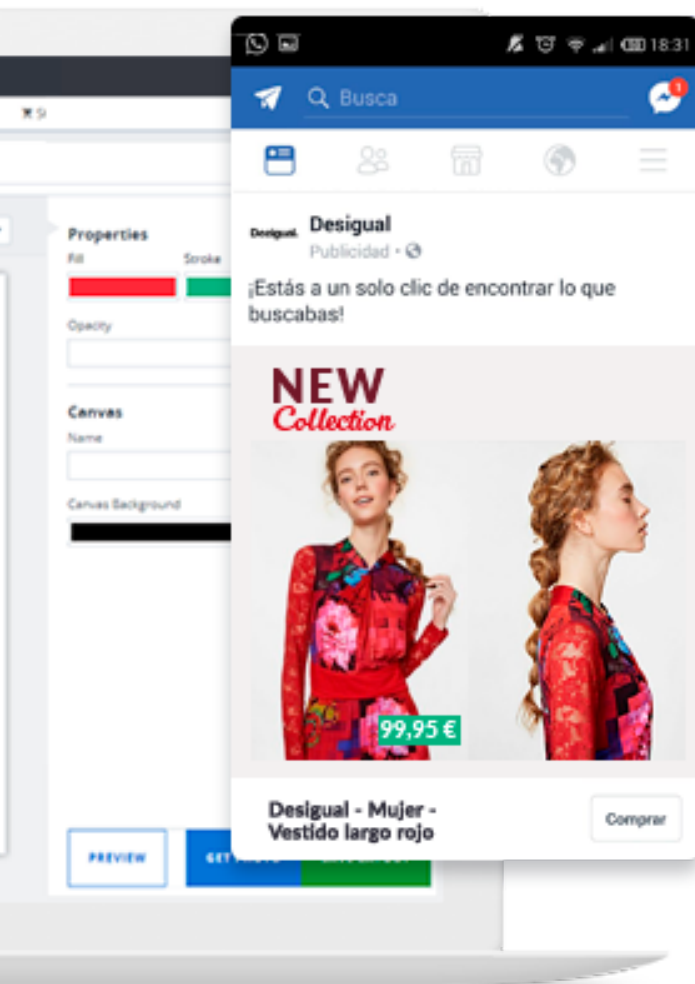 18:31
Busca
1
Properties
Fill
Stroke
Opacity
Canvas
Name
Canvas Background
PREVIEW
Desigual.
Desigual
Publicidad
¡Estás a un solo clic de encontrar lo que
buscabas!
NEW
Collection
99,95 €
Desigual - Mujer -
Vestido largo rojo
Comprar